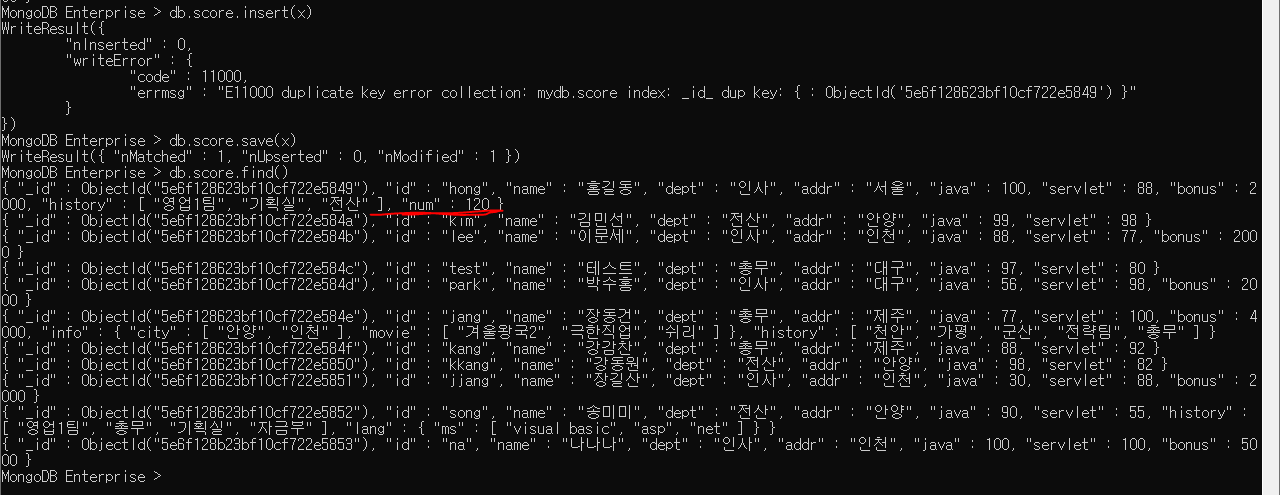 MongoDB Enterprise > db.score.insert(x)
WriteResult({
        "nInserted" : 0,
        "writeError" : {
                "code" : 11000,
                "errmsg" : "E11000 duplicate key error collection: mydb.score index: _id_ dup key: { : ObjectId('5e6f128623bf10cf722e5849') }"
        }
})
MongoDB Enterprise > db.score.save(x)
WriteResult({ "nMatched" : 1, "nUpserted" : 0, "nModified" : 1 })
MongoDB Enterprise > db.score.find()
{ "_id" : ObjectId("5e6f128623bf10cf722e5849"), "id" : "hong", "name" : "홍길동", "dept" : "인사", "addr" : "서울", "java" : 100, "servlet" : 88, "bonus" : 2
000, "history" : [ "영업1팀", "기획실", "전산" ], "num" : 120 }
{ "_id" : ObjectId("5e6f128623bf10cf722e584a"), "id" : "kim", "name" : "김민선", "dept" : "전산", "addr" : "안양", "java" : 99, "servlet" : 98 }
{ "_id" : ObjectId("5e6f128623bf10cf722e584b"), "id" : "lee", "name" : "이문세", "dept" : "인사", "addr" : "인천", "java" : 88, "servlet" : 77, "bonus" : 200
0 }
{ "_id" : ObjectId("5e6f128623bf10cf722e584c"), "id" : "test", "name" : "테스트", "dept" : "총무", "addr" : "대구", "java" : 97, "servlet" : 80 }
{ "_id" : ObjectId("5e6f128623bf10cf722e584d"), "id" : "park", "name" : "박수홍", "dept" : "인사", "addr" : "대구", "java" : 56, "servlet" : 98, "bonus" : 20
00 }
{ "_id" : ObjectId("5e6f128623bf10cf722e584e"), "id" : "jang", "name" : "장동건", "dept" : "총무", "addr" : "제주", "java" : 77, "servlet" : 100, "bonus" : 4
000, "info" : { "city" : [ "안양", "인천" ], "movie" : [ "겨울왕국2", "극한직업", "쉬리" ] }, "history" : [ "천안", "가평", "군산", "전략팀", "총무" ] }
{ "_id" : ObjectId("5e6f128623bf10cf722e584f"), "id" : "kang", "name" : "강감찬", "dept" : "총무", "addr" : "제주", "java" : 88, "servlet" : 92 }
{ "_id" : ObjectId("5e6f128623bf10cf722e5850"), "id" : "kkang", "name" : "강동원", "dept" : "전산", "addr" : "안양", "java" : 98, "servlet" : 82 }
{ "_id" : ObjectId("5e6f128623bf10cf722e5851"), "id" : "jjang", "name" : "장길산", "dept" : "인사", "addr" : "인천", "java" : 30, "servlet" : 88, "bonus" : 2
000 }
{ "_id" : ObjectId("5e6f128623bf10cf722e5852"), "id" : "song", "name" : "송미미", "dept" : "전산", "addr" : "안양", "java" : 90, "servlet" : 55, "history" :
[ "영업1팀", "총무", "기획실", "자금부" ], "lang" : { "ms" : [ "visual basic", "asp", "net" ] } }
{ "_id" : ObjectId("5e6f128b23bf10cf722e5853"), "id" : "na", "name" : "나나나", "dept" : "인사", "addr" : "인천", "java" : 100, "servlet" : 100, "bonus" : 50
00 }
MongoDB Enterprise >